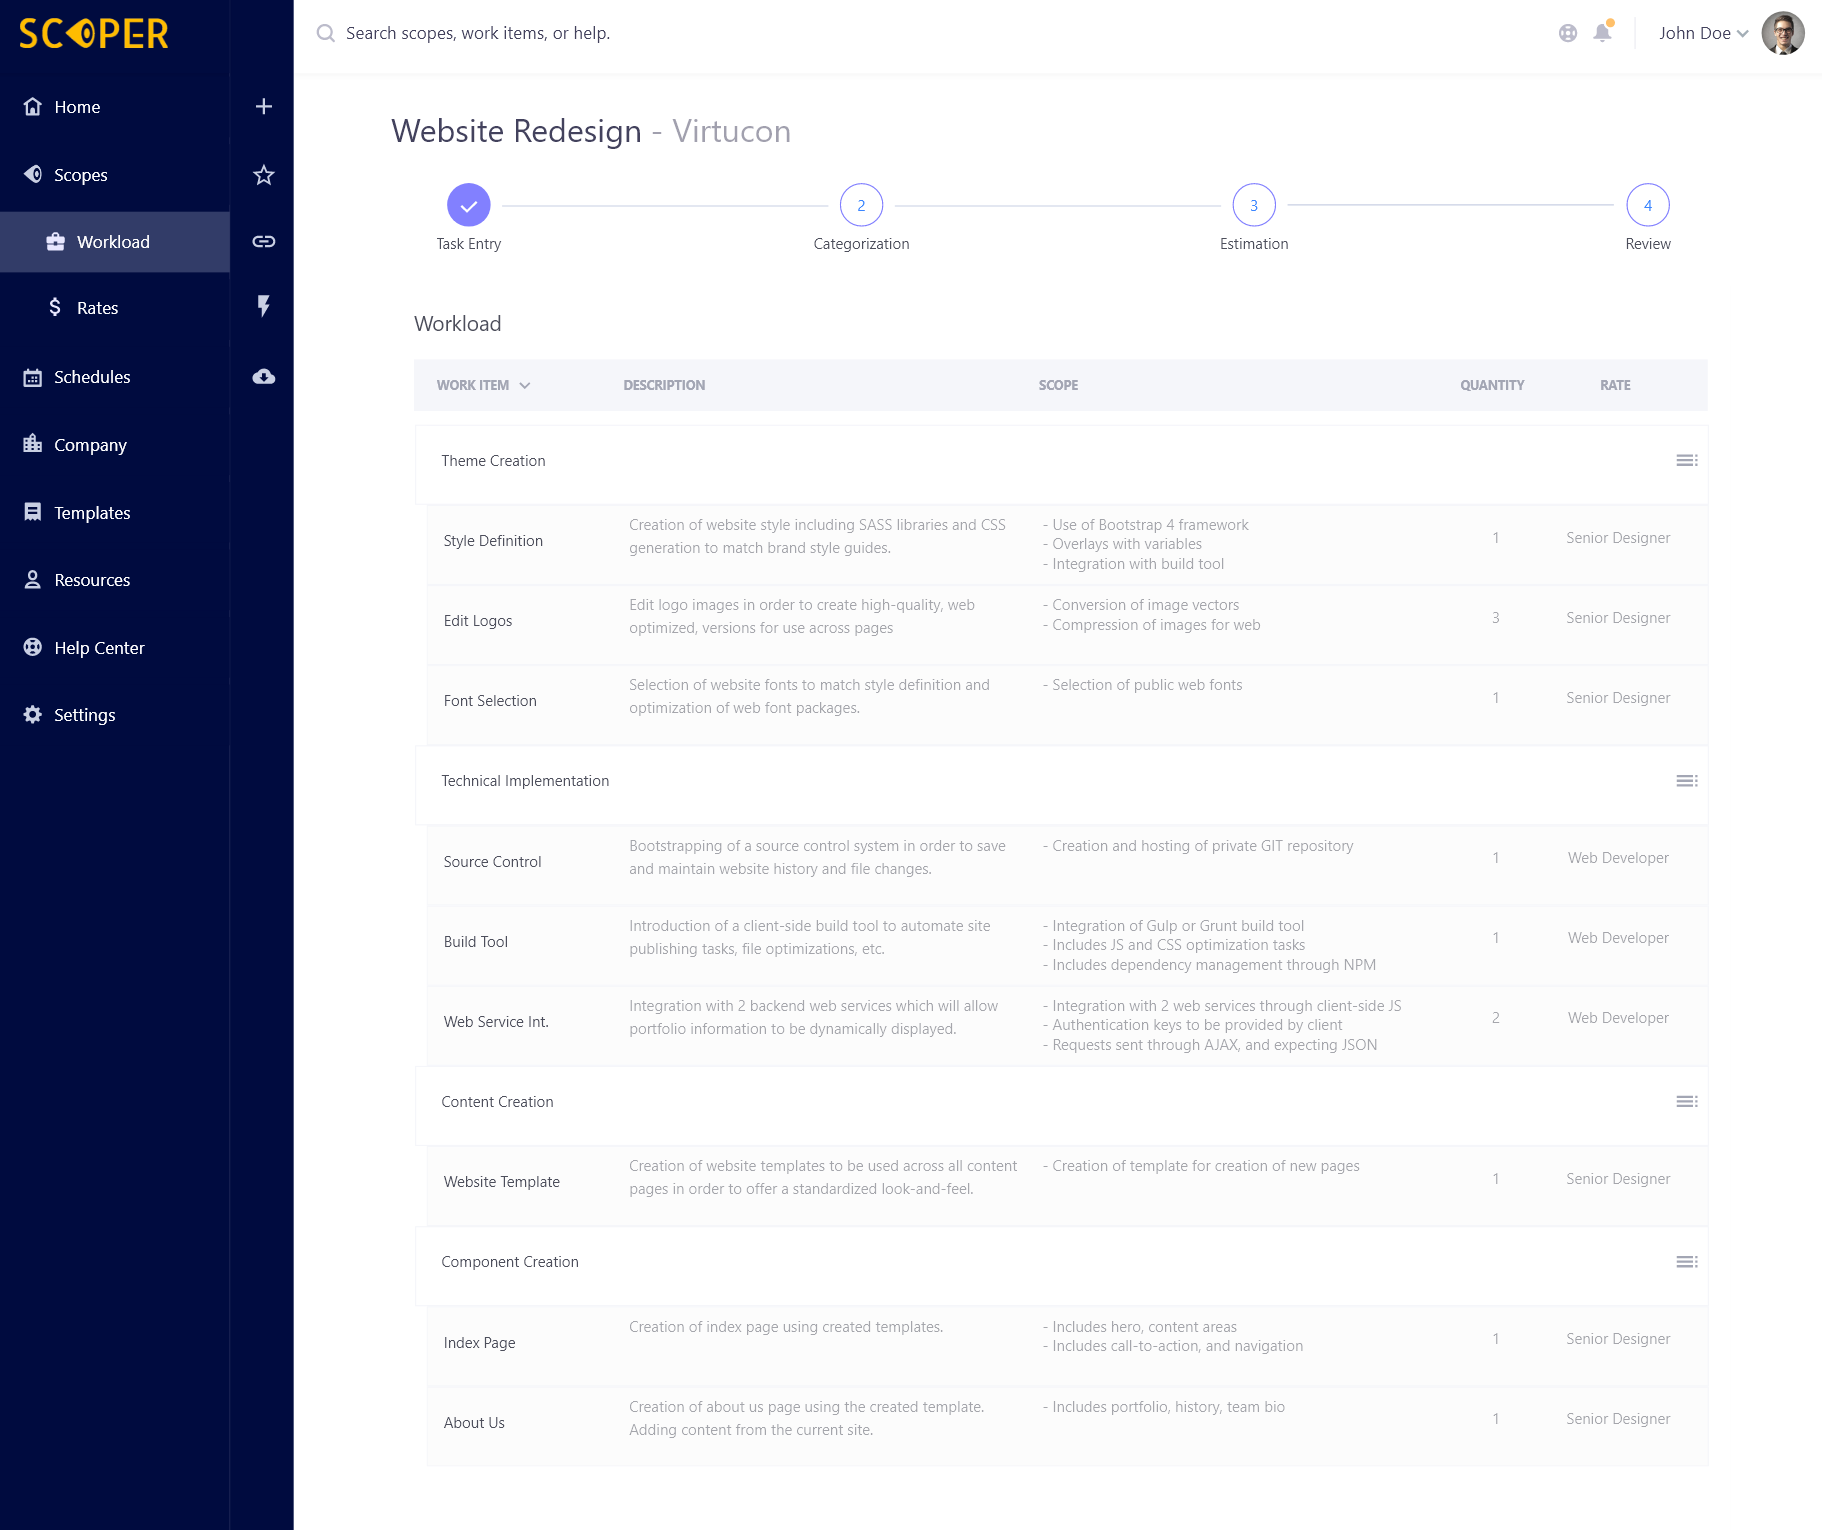 SCOPER
Search scopes, work items, or help.
John Doe
Home
Scopes
Workload
Rates
Schedules
Company
Templates
Resources
Help Center
Settings
Website Redesign - Virtucon
2
3
4
Task Entry
Categorization
Estimation
Review
Workload
WORK ITEM
DESCRIPTION
SCOPE
QUANTITY
RATE
Theme Creation
Style Definition
Creation of website style including SASS libraries and CSS
generation to match brand style guides.
- Use of Bootstrap 4 framework
- Overlays with variables
- Integration with build tool
1
Senior Designer
Edit Logos
Edit logo images in order to create high-quality, web
optimized, versions for use across pages
- Conversion of image vectors
- Compression of images for web
3
Senior Designer
Font Selection
Selection of website fonts to match style definition and
optimization of web font packages.
- Selection of public web fonts
1
Senior Designer
Technical Implementation
Source Control
Bootstrapping of a source control system in order to save
and maintain website history and file changes.
- Creation and hosting of private GIT repository
1
Web Developer
Build Tool
Introduction of a client-side build tool to automate site
publishing tasks, file optimizations, etc.
- Integration of Gulp or Grunt build tool
- Includes JS and CSS optimization tasks
- Includes dependency management through NPM
1
Web Developer
Web Service Int.
Integration with 2 backend web services which will allow
portfolio information to be dynamically displayed.
- Integration with 2 web services through client-side JS
- Authentication keys to be provided by client
- Requests sent through AJAX, and expecting JSON
2
Web Developer
Content Creation
Website Template
Creation of website templates to be used across all content
pages in order to offer a standardized look-and-feel.
- Creation of template for creation of new pages
1
Senior Designer
Component Creation
Index Page
Creation of index page using created templates.
- Includes hero, content areas
- Includes call-to-action, and navigation
1
Senior Designer
About Us
Creation of about us page using the created template.
Adding content from the current site.
- Includes portfolio, history, team bio
1
Senior Designer